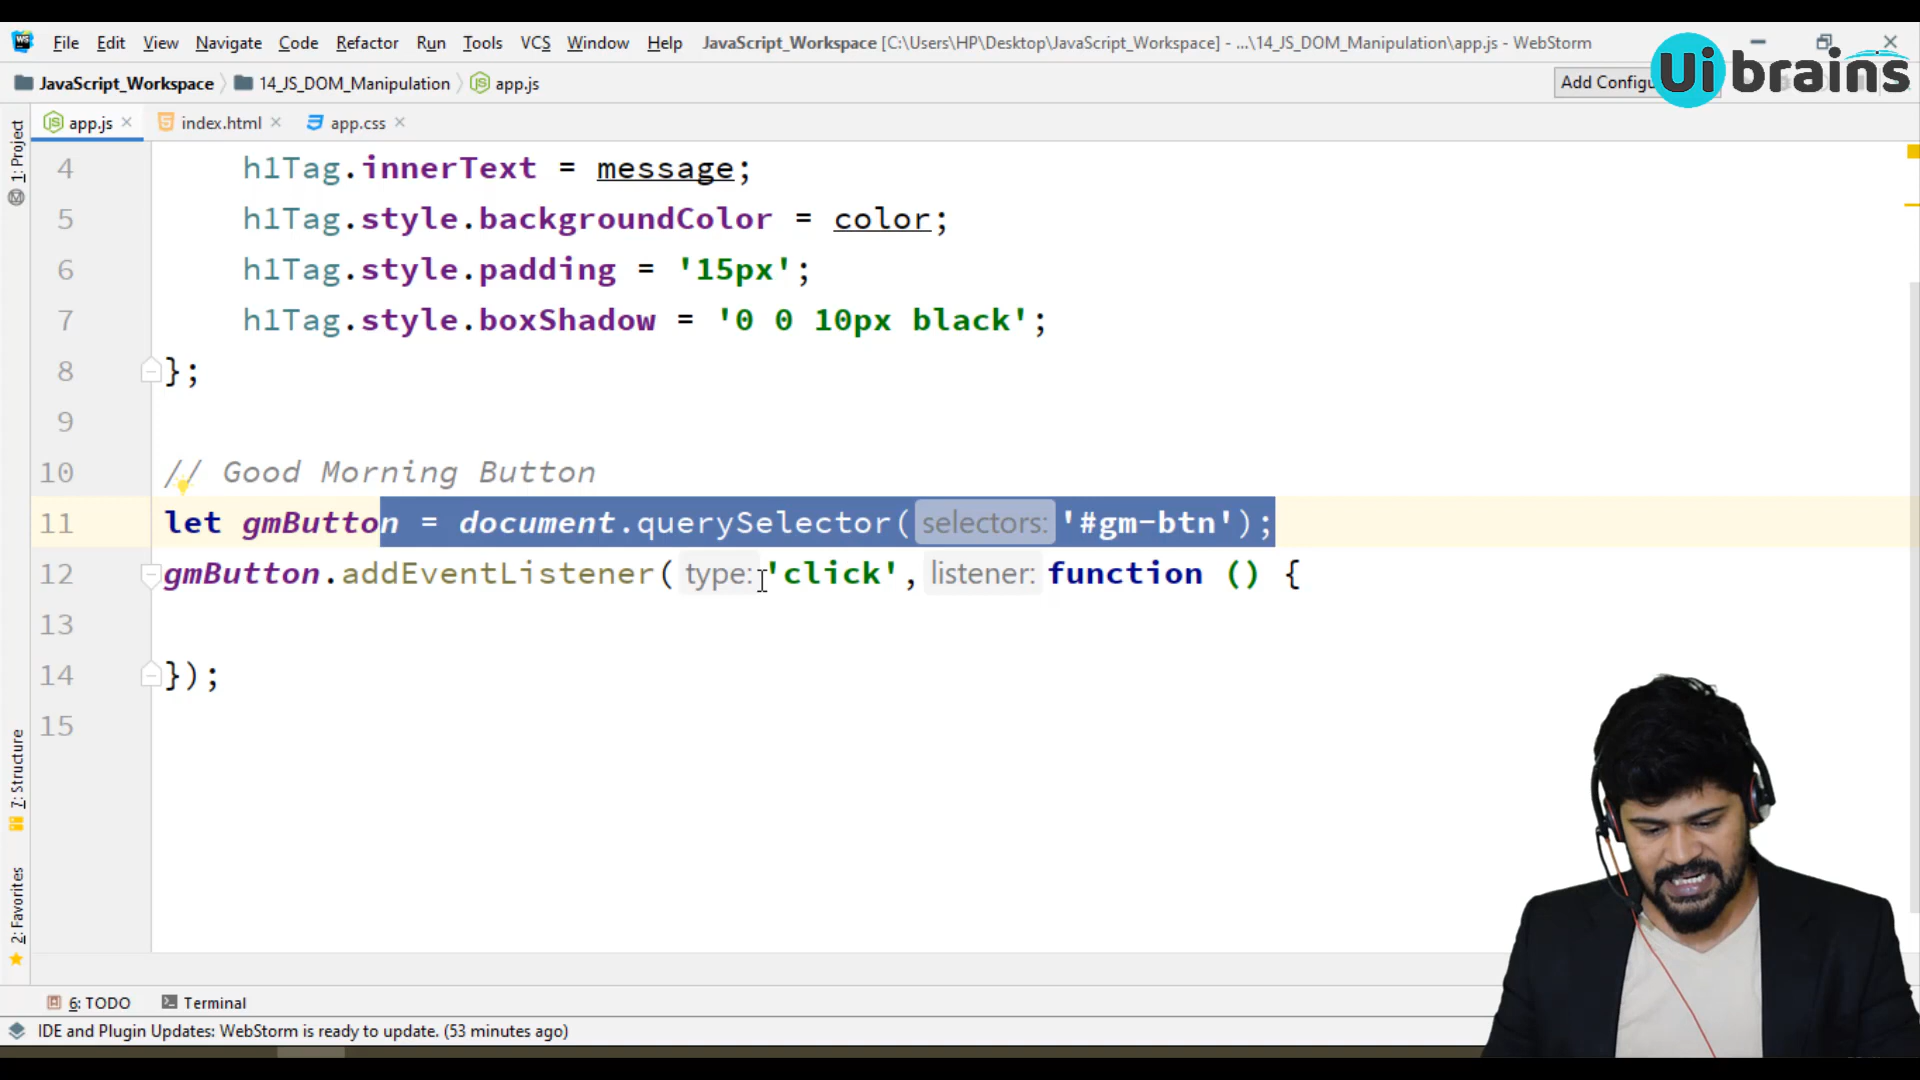 File Edit View Navigate Code Refactor Run Tools VCS Window Help JavaScript_Workspace [C:\Users\HP\Desktop\JavaScript_Workspace] - ...\14_JS_DOM_Manipulation\app.js - WebStorm
JavaScript_Workspace 14_JS_DOM_Manipulation app.js Add Configu
Ui brains
app.js index.html app.css
1: Project
4 h1Tag.innerText = message;
5 h1Tag.style.backgroundColor = color;
6 h1Tag.style.padding = '15px';
7 h1Tag.style.boxShadow = '0 0 10px black';
8 };
9
10 // Good Morning Button
11 let gmButton = document.querySelector( selectors: '#gm-btn');
12 gmButton.addEventListener( type: 'click', listener: function () {
13
14 });
15
7: Structure
2: Favorites
6: TODO Terminal
IDE and Plugin Updates: WebStorm is ready to update. (53 minutes ago)